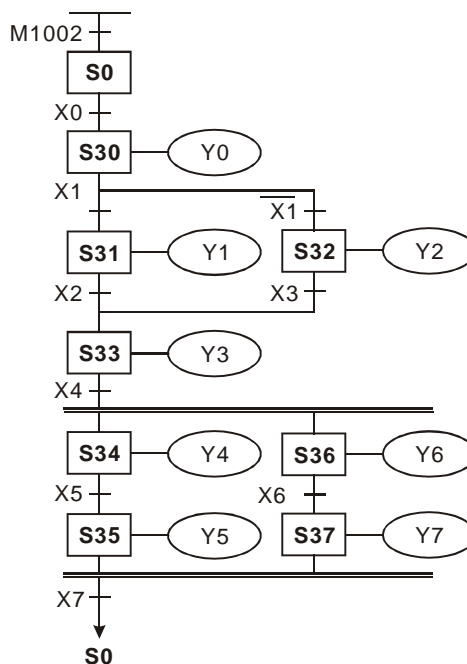 M1002
S0
X0
S30 Y0
X1 X̅1̅
S31 Y1 S32 Y2
X2 X3
S33 Y3
X4
S34 Y4 S36 Y6
X5 X6
S35 Y5 S37 Y7
X7
S0